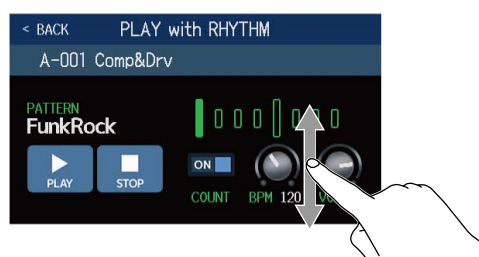 < BACK PLAY with RHYTHM
A-001 Comp&Drv
PATTERN
FunkRock
ON
PLAY STOP
COUNT BPM 120